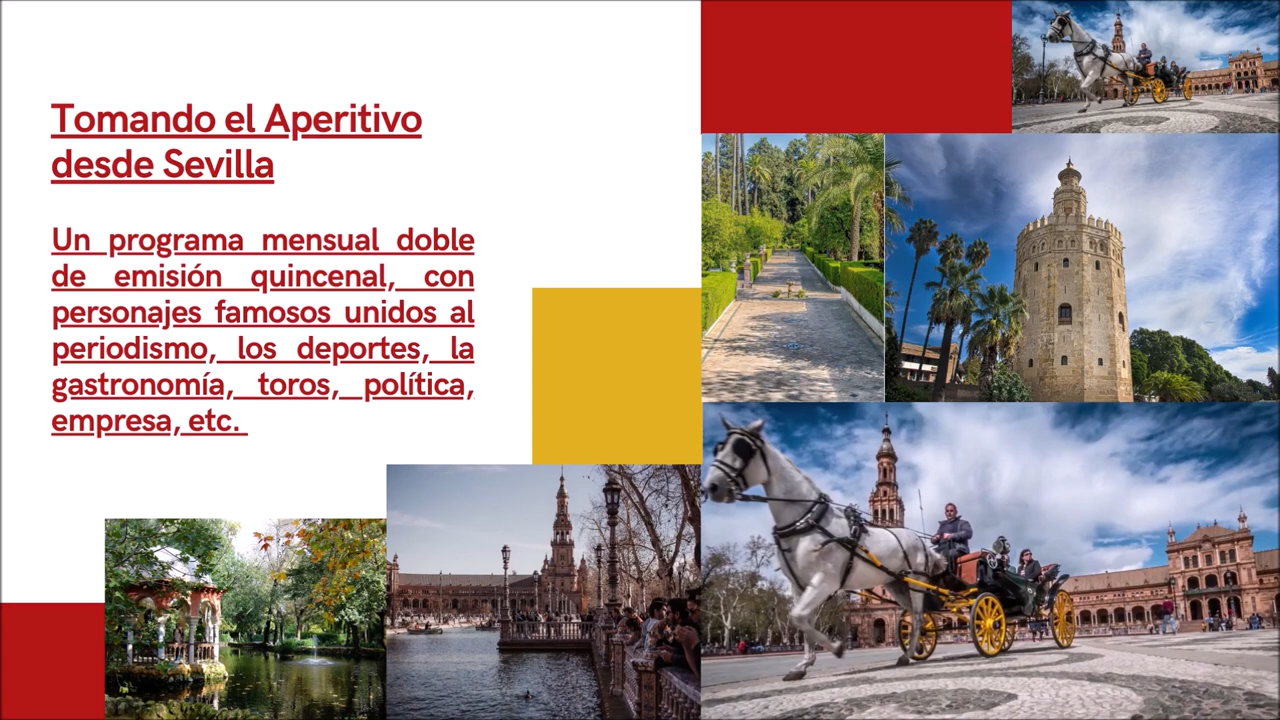 Tomando el Aperitivo
desde Sevilla
Un programa mensual doble
de emisión quincenal, con
personajes famosos unidos al
periodismo, los deportes, la
gastronomía, toros, política,
empresa, etc.